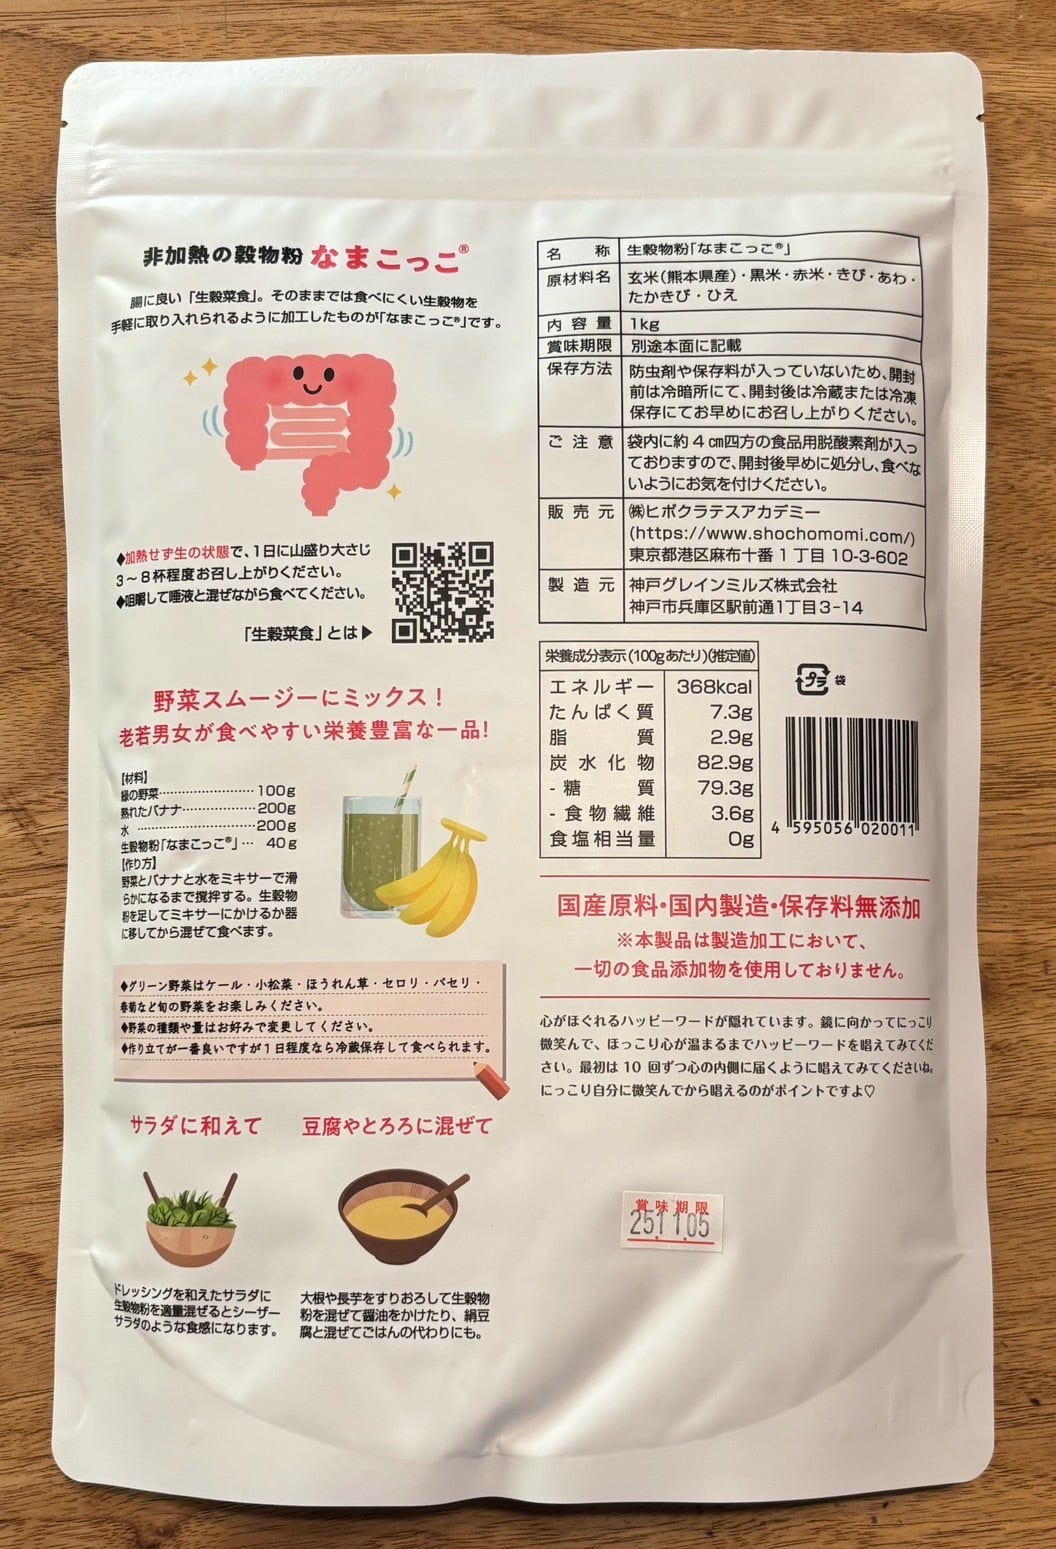 非加熱の穀物粉 なまこっこ®
腸に良い「生穀菜食」。そのままでは食べにくい生穀物を
手軽に取り入れられるように加工したものが「なまこっこ®」です。
◆加熱せず生の状態で、1日に山盛り大さじ
3～8杯程度お召し上がりください。
◆咀嚼して唾液と混ぜながら食べてください。
「生穀菜食」とは▶
野菜スムージーにミックス！
老若男女が食べやすい栄養豊富な一品!
【材料】
緑の野菜………………… 100g
熟れたバナナ…………… 200g
水 ……………………… 200g
生穀物粉「なまこっこ®」… 40g
【作り方】
野菜とバナナと水をミキサーで滑
らかになるまで撹拌する。生穀物
粉を足してミキサーにかけるか器
に移してから混ぜて食べます。
◆グリーン野菜はケール・小松菜・ほうれん草・セロリ・パセリ・
春菊など旬の野菜をお楽しみください。
◆野菜の種類や量はお好みで変更してください。
◆作り立てが一番良いですが1日程度なら冷蔵保存して食べられます。
サラダに和えて
ドレッシングを和えたサラダに
生穀物粉を適量混ぜるとシーザー
サラダのような食感になります。
豆腐やとろろに混ぜて
大根や長芋をすりおろして生穀物
粉を混ぜて醤油をかけたり、絹豆
腐と混ぜてごはんの代わりにも。
名称 生穀物粉「なまこっこ®」
原材料名 玄米（熊本県産）・黒米・赤米・きび・あわ・
たかきび・ひえ
内容量 1kg
賞味期限 別途本面に記載
保存方法 防虫剤や保存料が入っていないため、開封
前は冷暗所にて、開封後は冷蔵または冷凍
保存にてお早めにお召し上がりください。
ご注意 袋内に約4㎝四方の食品用脱酸素剤が入っ
ておりますので、開封後早めに処分し、食べな
いようにお気を付けください。
販売元 ㈱ヒポクラテスアカデミー
(https://www.shochomomi.com/)
東京都港区麻布十番1丁目10-3-602
製造元 神戸グレインミルズ株式会社
神戸市兵庫区駅前通1丁目3-14
栄養成分表示(100gあたり)(推定値)
エネルギー 368kcal
たんぱく質 7.3g
脂質 2.9g
炭水化物 82.9g
-糖質 79.3g
-食物繊維 3.6g
食塩相当量 0g
プラ 袋
4 595056 020011
国産原料・国内製造・保存料無添加
※本製品は製造加工において、
一切の食品添加物を使用しておりません。
心がほぐれるハッピーワードが隠れています。鏡に向かってにっこり
微笑んで、ほっこり心が温まるまでハッピーワードを唱えてみてくだ
さい。最初は10回ずつ心の内側に届くように唱えてみてくださいね。
にっこり自分に微笑んでから唱えるのがポイントですよ♡
賞味期限
25.11.05